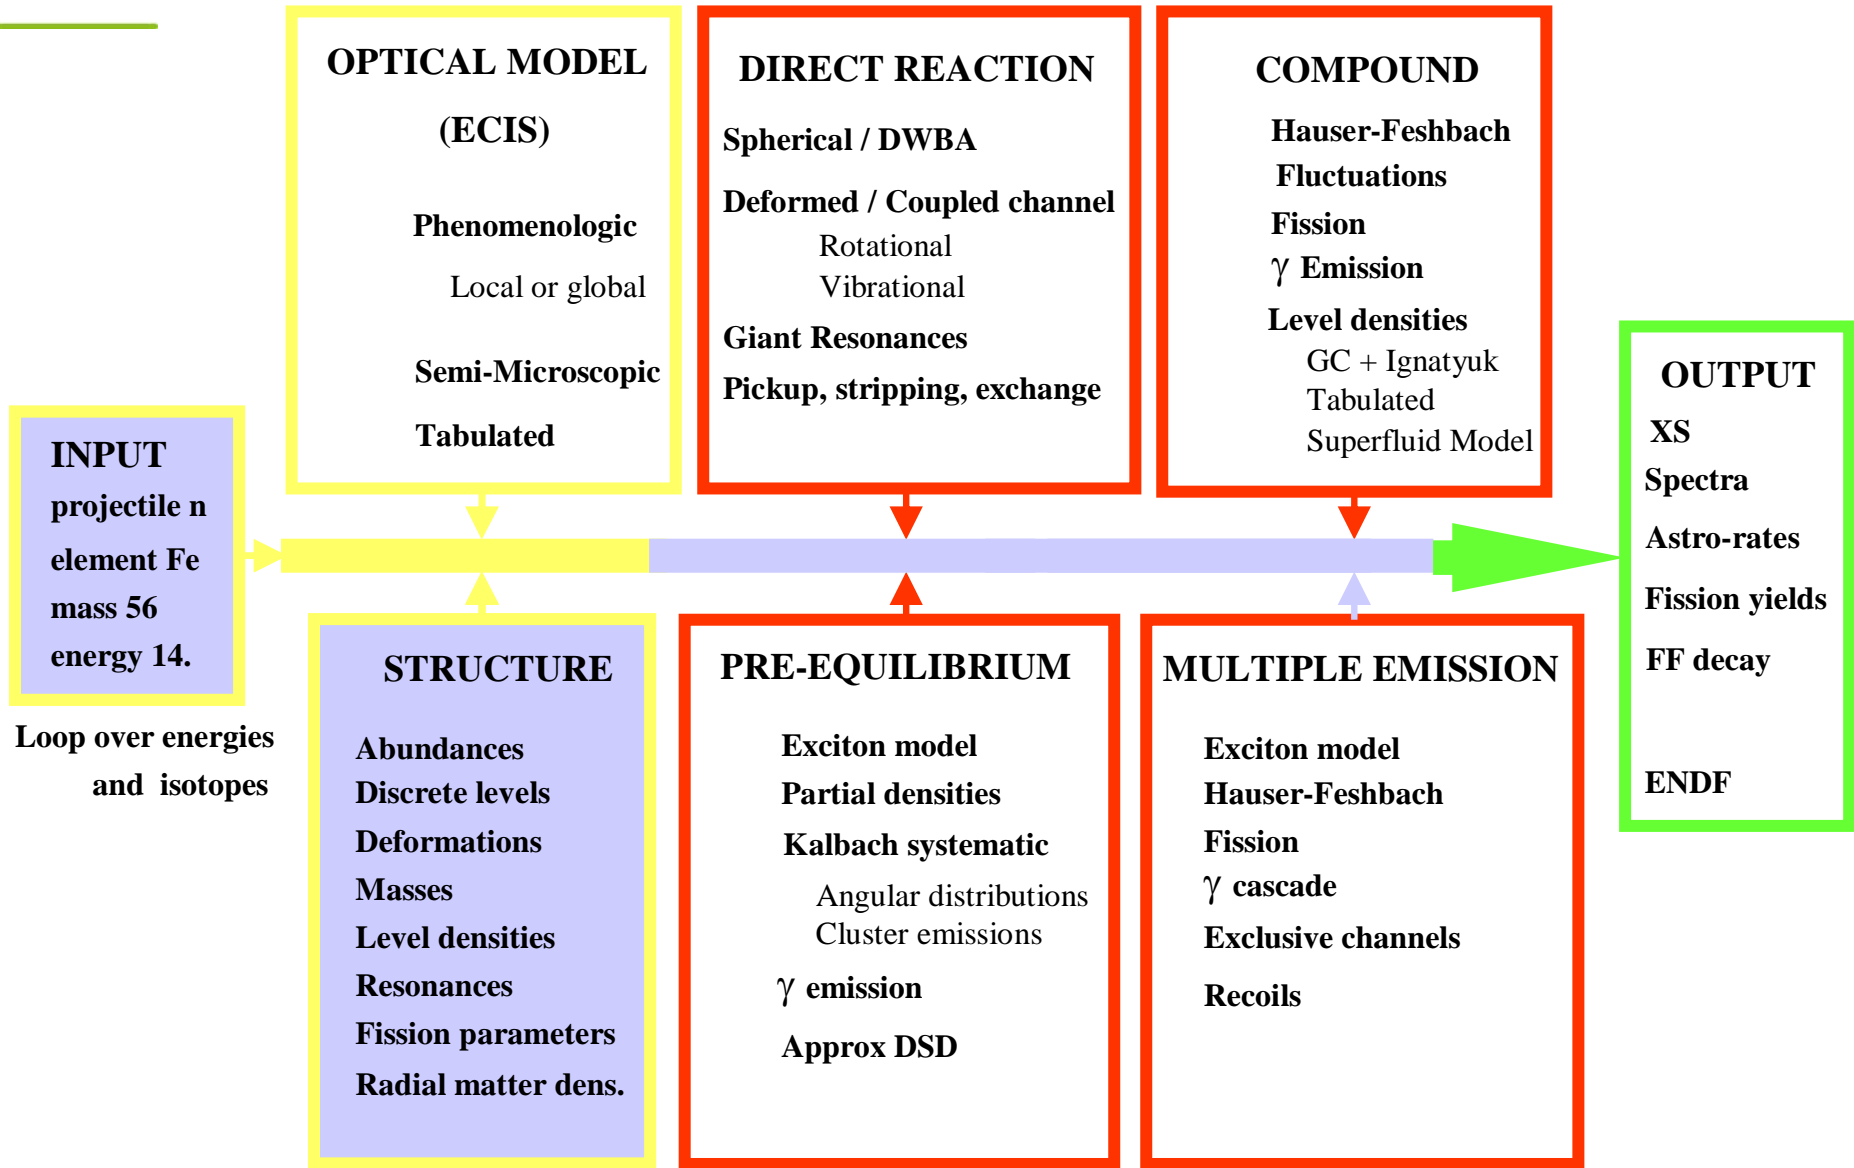 OPTICAL MODEL
(ECIS)
Phenomenologic
Local or global
Semi-Microscopic
Tabulated
DIRECT REACTION
Spherical / DWBA
Deformed / Coupled channel
Rotational
Vibrational
Giant Resonances
Pickup, stripping, exchange
COMPOUND
Hauser-Feshbach
Fluctuations
Fission
γ Emission
Level densities
GC + Ignatyuk
Tabulated
Superfluid Model
INPUT
projectile n
element Fe
mass 56
energy 14.
Loop over energies
and isotopes
STRUCTURE
Abundances
Discrete levels
Deformations
Masses
Level densities
Resonances
Fission parameters
Radial matter dens.
PRE-EQUILIBRIUM
Exciton model
Partial densities
Kalbach systematic
Angular distributions
Cluster emissions
γ emission
Approx DSD
MULTIPLE EMISSION
Exciton model
Hauser-Feshbach
Fission
γ cascade
Exclusive channels
Recoils
OUTPUT
XS
Spectra
Astro-rates
Fission yields
FF decay
ENDF